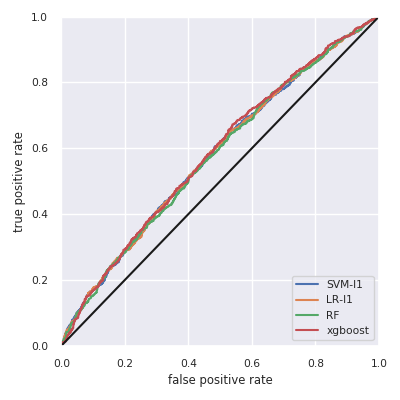 1.0
0.8
0.6
0.4
0.2
0.0
true positive rate
0.0 0.2 0.4 0.6 0.8 1.0
false positive rate
SVM-l1
LR-l1
RF
xgboost